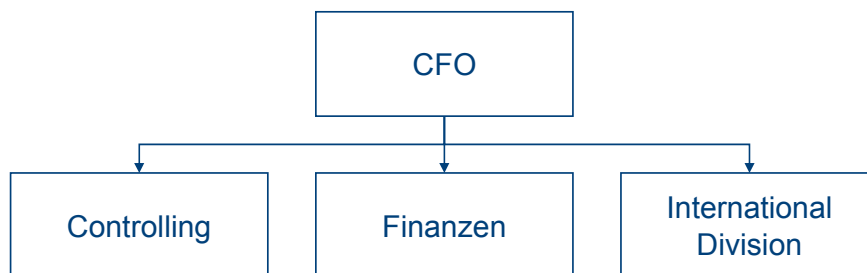 CFO
Controlling
Finanzen
International
Division